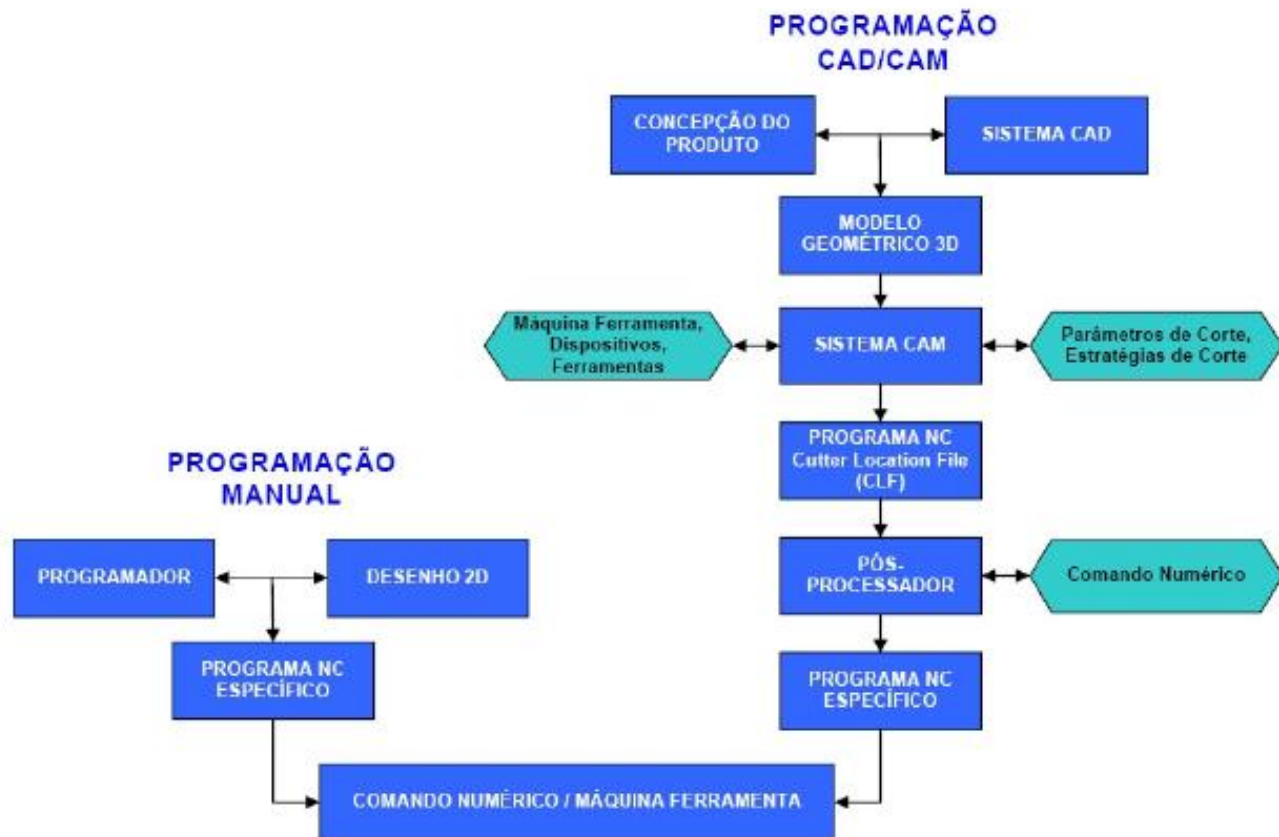 PROGRAMAÇÃO
CAD/CAM
CONCEPÇÃO DO
PRODUTO
SISTEMA CAD
MODELO
GEOMÉTRICO 3D
Máquina Ferramenta,
Dispositivos,
Ferramentas
SISTEMA CAM
Parâmetros de Corte,
Estratégias de Corte
PROGRAMA NC
Cutter Location File
(CLF)
PROGRAMAÇÃO
MANUAL
PROGRAMADOR
DESENHO 2D
PÓS-
PROCESSADOR
Comando Numérico
PROGRAMA NC
ESPECÍFICO
PROGRAMA NC
ESPECÍFICO
COMANDO NUMÉRICO / MÁQUINA FERRAMENTA